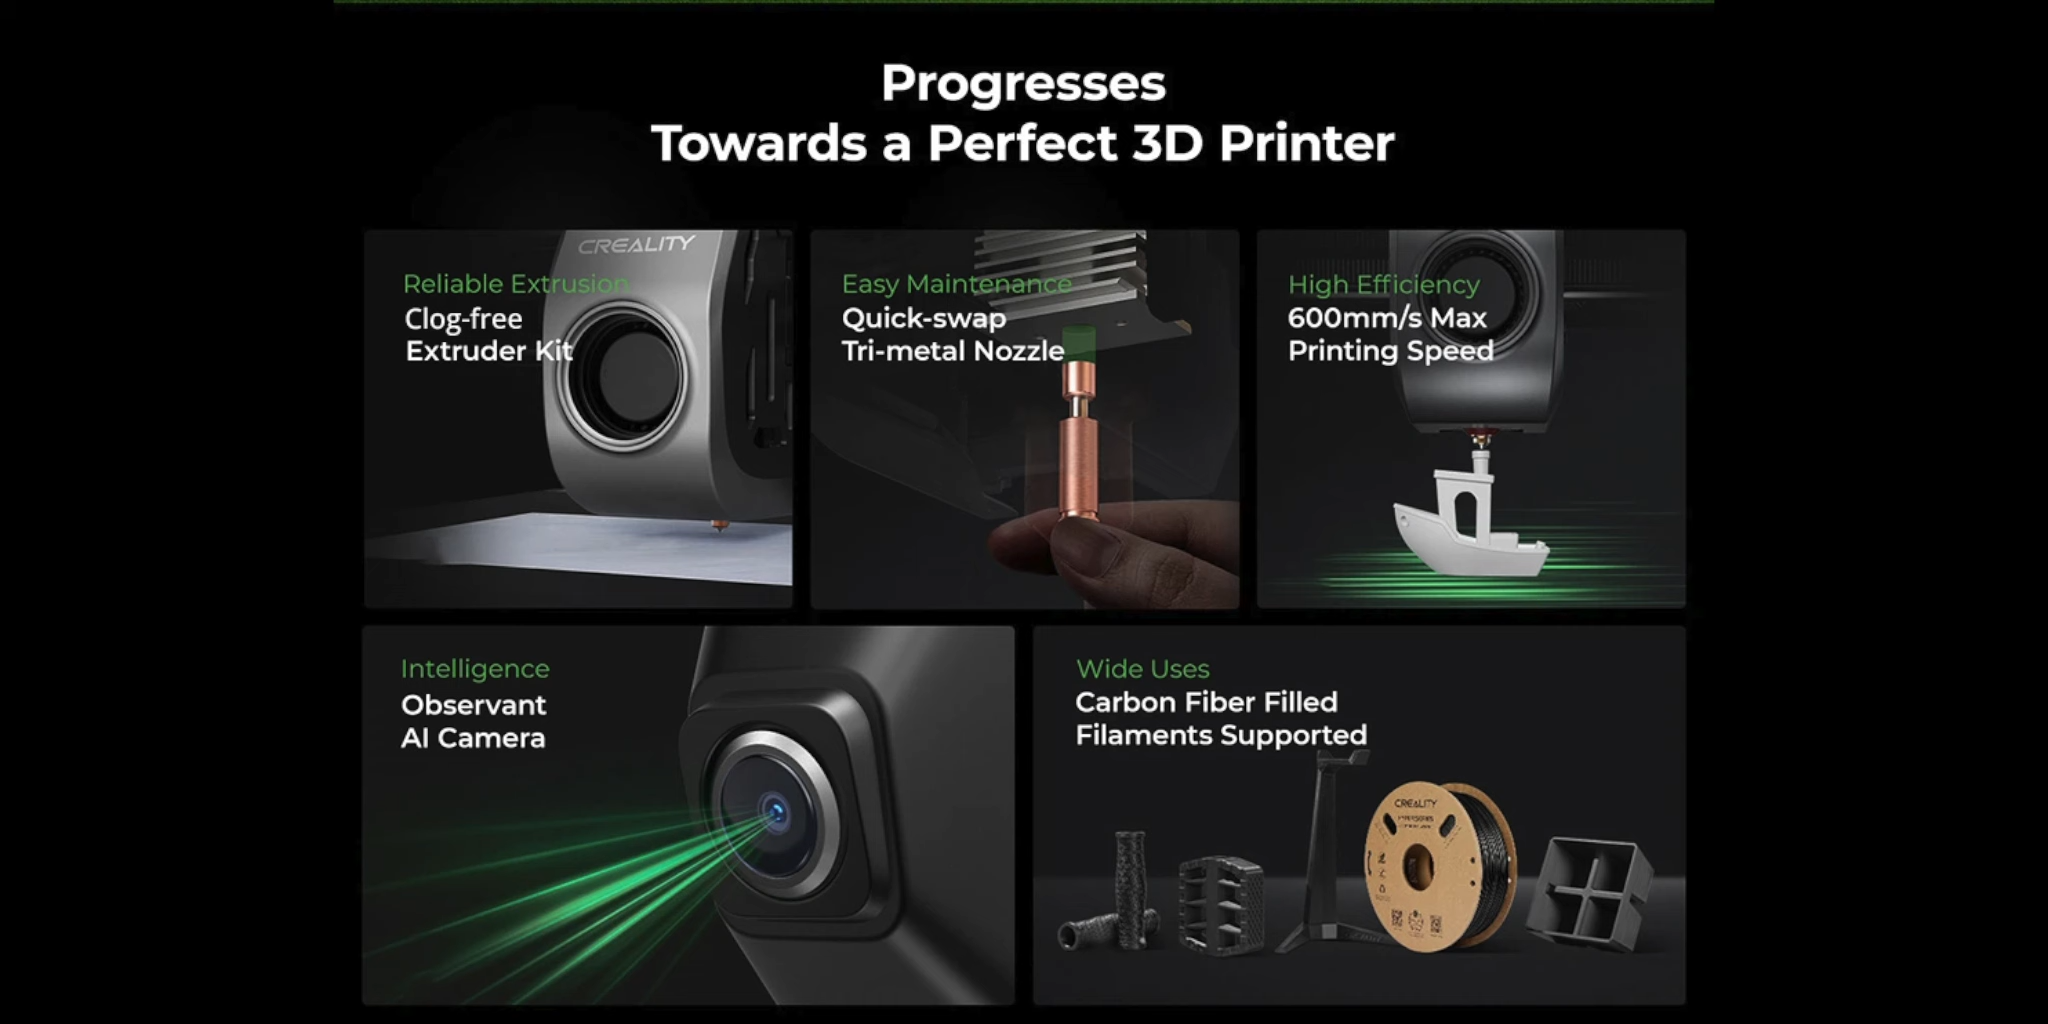 Progresses
Towards a Perfect 3D Printer
CREALITY
Reliable Extrusion
Clog-free
Extruder Kit
Easy Maintenance
Quick-swap
Tri-metal Nozzle
High Efficiency
600mm/s Max
Printing Speed
Intelligence
Observant
AI Camera
Wide Uses
Carbon Fiber Filled
Filaments Supported
CREALITY